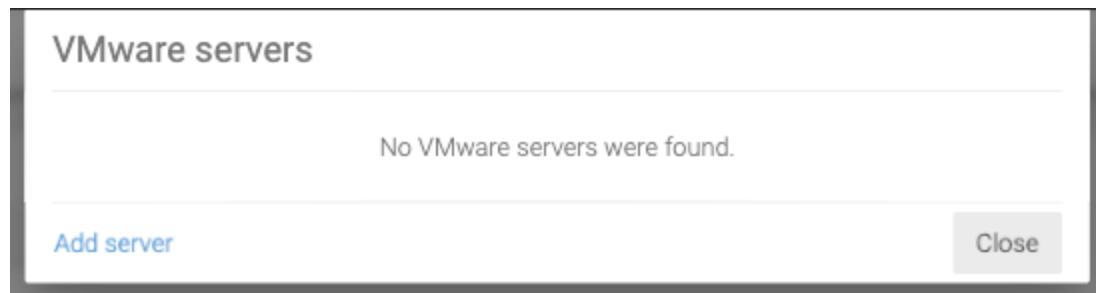 VMware servers
No VMware servers were found.
Add server
Close